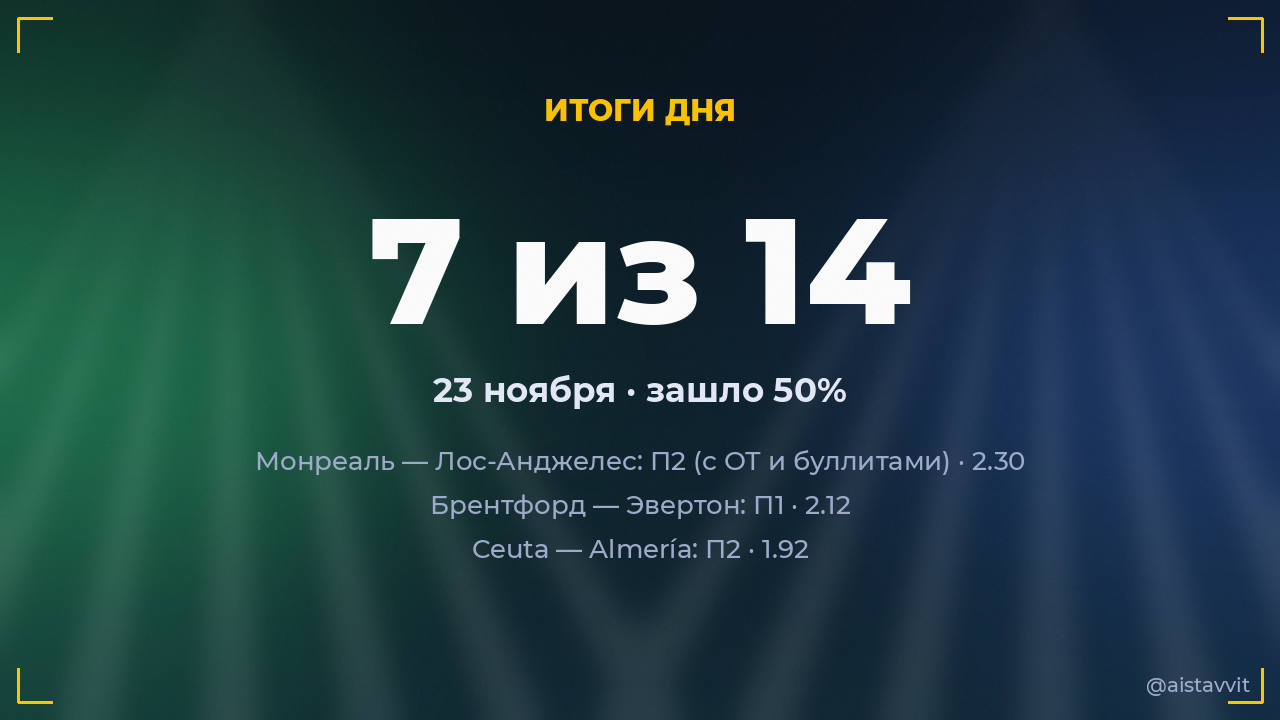 ИТОГИ ДНЯ
7 из 14
23 ноября · зашло 50%
Монреаль — Лос-Анджелес: П2 (с ОТ и буллитами) · 2.30
Брентфорд — Эвертон: П1 · 2.12
Ceuta — Almería: П2 · 1.92
@aistavvit